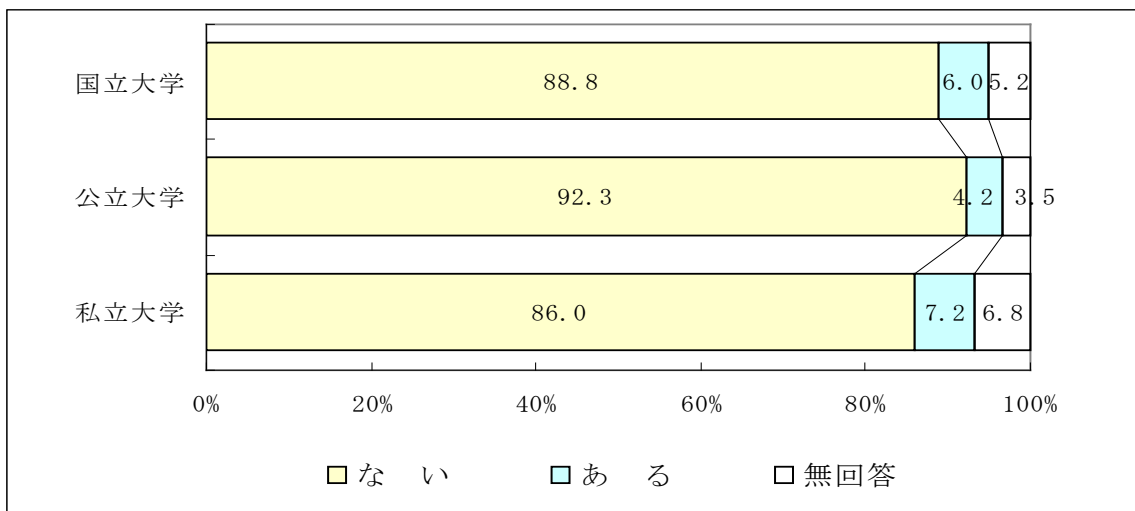 国立大学 88.8 6.0 5.2
公立大学 92.3 4.2 3.5
私立大学 86.0 7.2 6.8
0% 20% 40% 60% 80% 100%
な　い あ　る 無回答